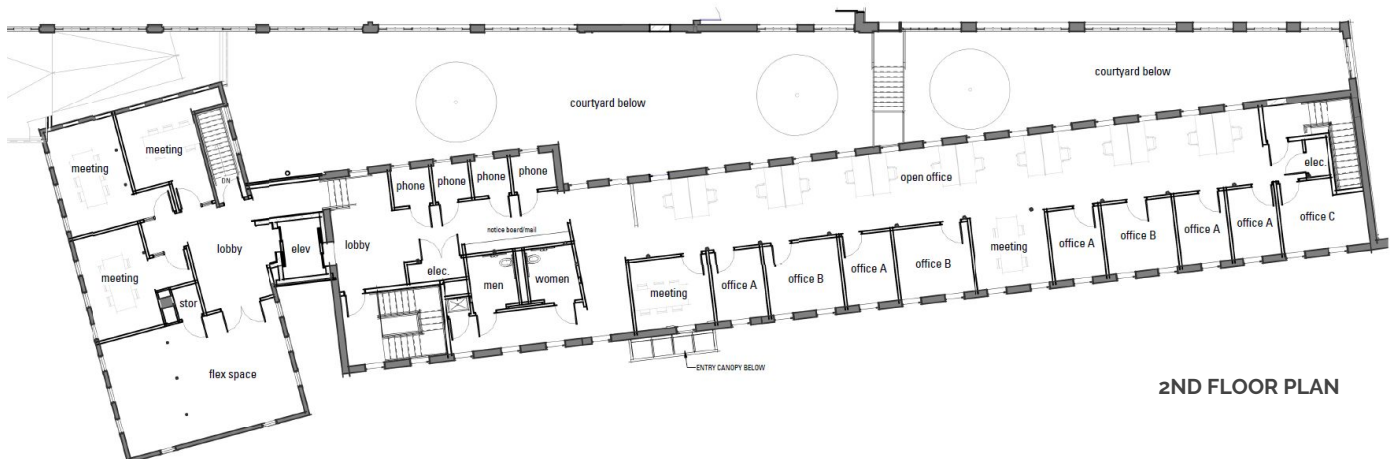 courtyard below
courtyard below
meeting
meeting
DN
phone
phone
phone
phone
open office
elec.
notice board/mail
lobby
elev
lobby
meeting
stor
elec.
men
women
meeting
office A
office B
office A
office B
meeting
office A
office B
office A
office A
office C
flex space
ENTRY CANOPY BELOW
2ND FLOOR PLAN